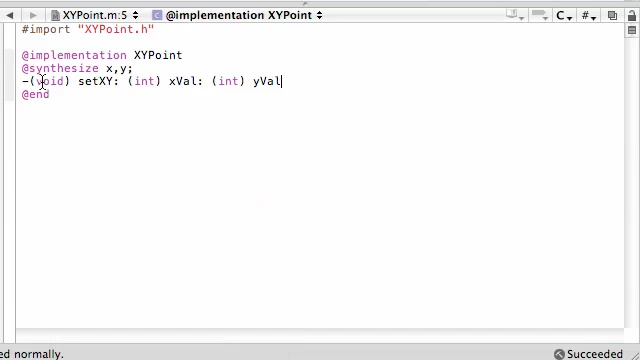 XYPoint.m:5 @implementation XYPoint C #
#import "XYPoint.h"
@implementation XYPoint
@synthesize x,y;
-(void) setXY: (int) xVal: (int) yVal
@end
ed normally. Succeeded